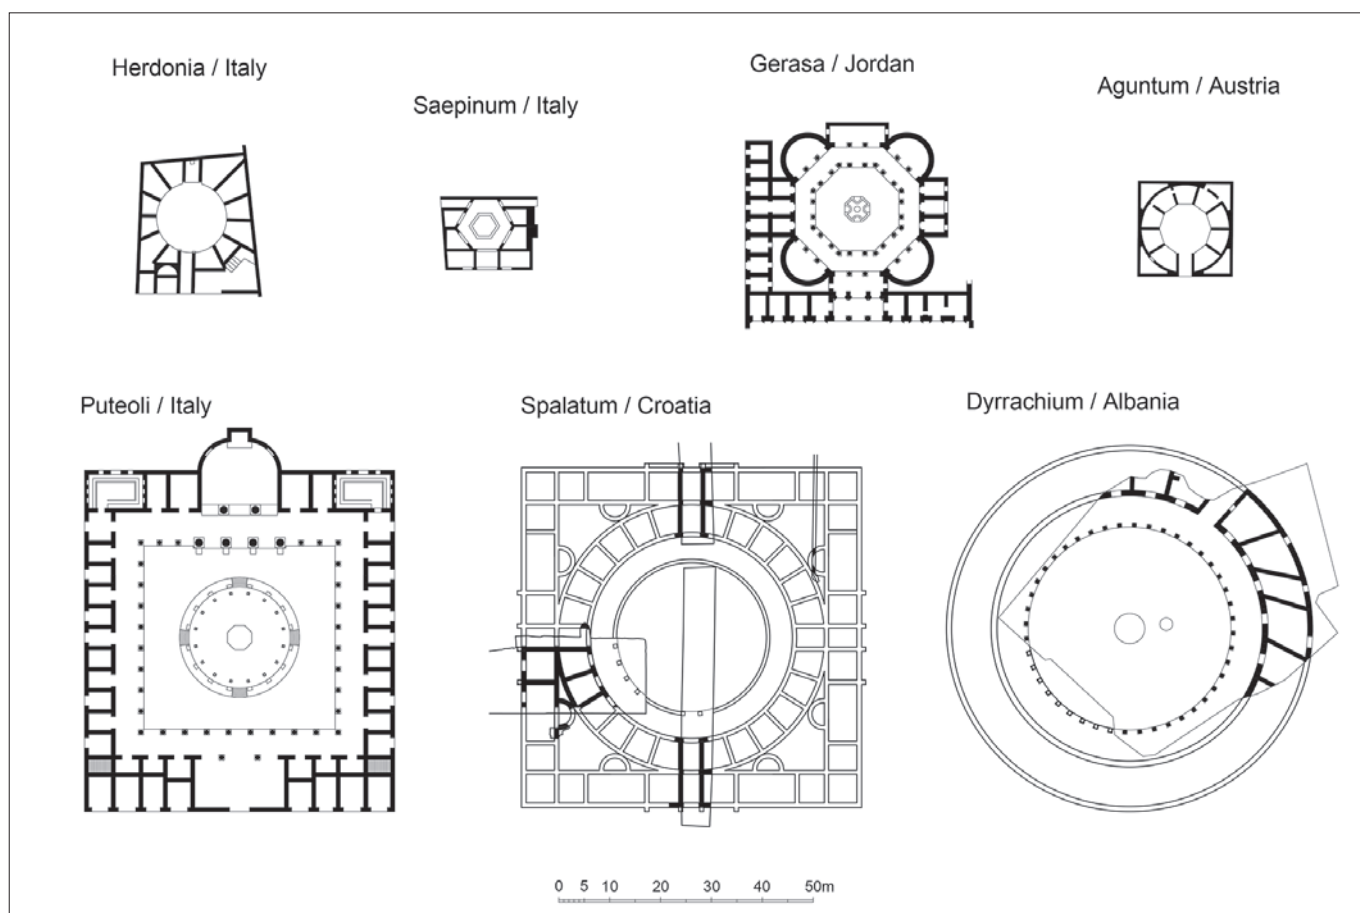 Herdonia / Italy
Saepinum / Italy
Gerasa / Jordan
Aguntum / Austria
Puteoli / Italy
Spalatum / Croatia
Dyrrachium / Albania
0 5 10 20 30 40 50m